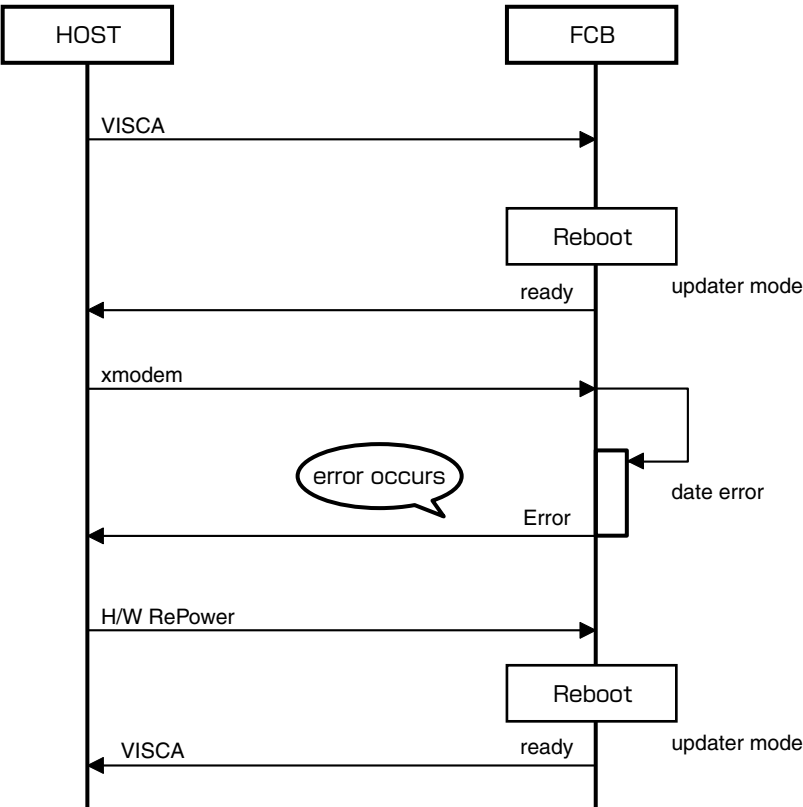 HOST
FCB
VISCA
Reboot
ready
updater mode
xmodem
error occurs
date error
Error
H/W RePower
Reboot
VISCA
ready
updater mode